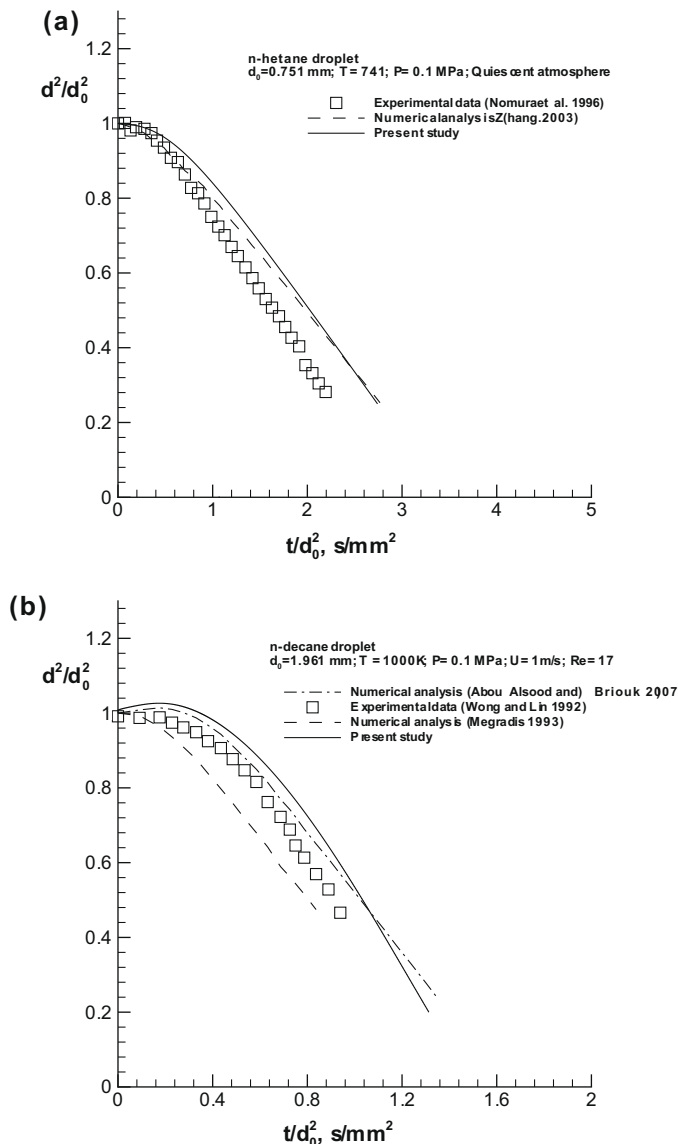 (a)
1.2
1
0.8
0.6
0.4
0.2
0
d²/d₀²
n-hetane droplet
d₀=0.751 mm; T = 741; P= 0.1 MPa; Quiescent atmosphere
Experimental data (Nomuraet al. 1996)
Numericalanalysis Z(hang.2003)
Present study
0 1 2 3 4 5
t/d₀², s/mm²
(b)
1.2
1
0.8
0.6
0.4
0.2
0
d²/d₀²
n-decane droplet
d₀=1.961 mm; T = 1000K; P= 0.1 MPa; U= 1m/s; Re= 17
Numerical analysis (Abou Alsood and) Briouk 2007
Experimental data (Wong and Lin 1992)
Numerical analysis (Megradis 1993)
Present study
0 0.4 0.8 1.2 1.6 2
t/d₀², s/mm²